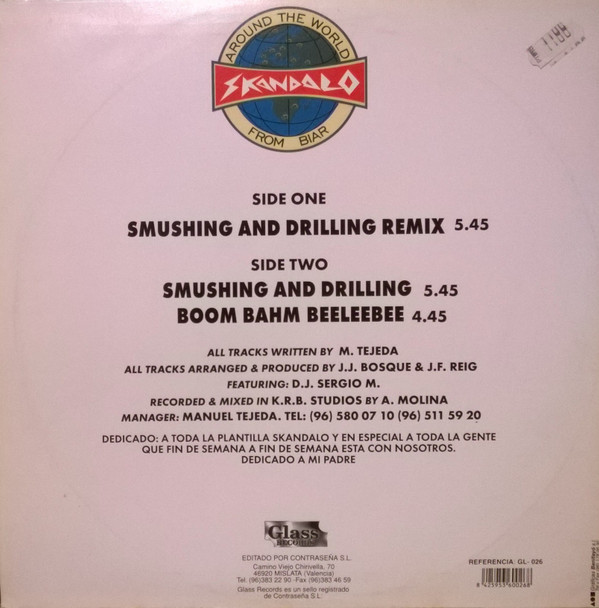 AROUND THE WORLD
SKANDALO
FROM BIAR
1188
SIDE ONE
SMUSHING AND DRILLING REMIX 5.45
SIDE TWO
SMUSHING AND DRILLING 5.45
BOOM BAHM BEELEEBEE 4.45
ALL TRACKS WRITTEN BY M. TEJEDA
ALL TRACKS ARRANGED & PRODUCED BY J.J. BOSQUE & J.F. REIG
FEATURING: D.J. SERGIO M.
RECORDED & MIXED IN K.R.B. STUDIOS BY A. MOLINA
MANAGER: MANUEL TEJEDA. TEL: (96) 580 07 10 (96) 511 59 20
DEDICADO: A TODA LA PLANTILLA SKANDALO Y EN ESPECIAL A TODA LA GENTE
QUE FIN DE SEMANA A FIN DE SEMANA ESTA CON NOSOTROS.
DEDICADO A MI PADRE
Glass
RECORDS
EDITADO POR CONTRASEÑA S.L.
Camino Viejo Chirivella, 70
46920 MISLATA (Valencia)
Tel: (96)383 22 90 -Fax (96)383 46 59
Glass Records es un sello registrado
de Contraseña S.L.
REFERENCIA: GL- 026
8 425953 600268